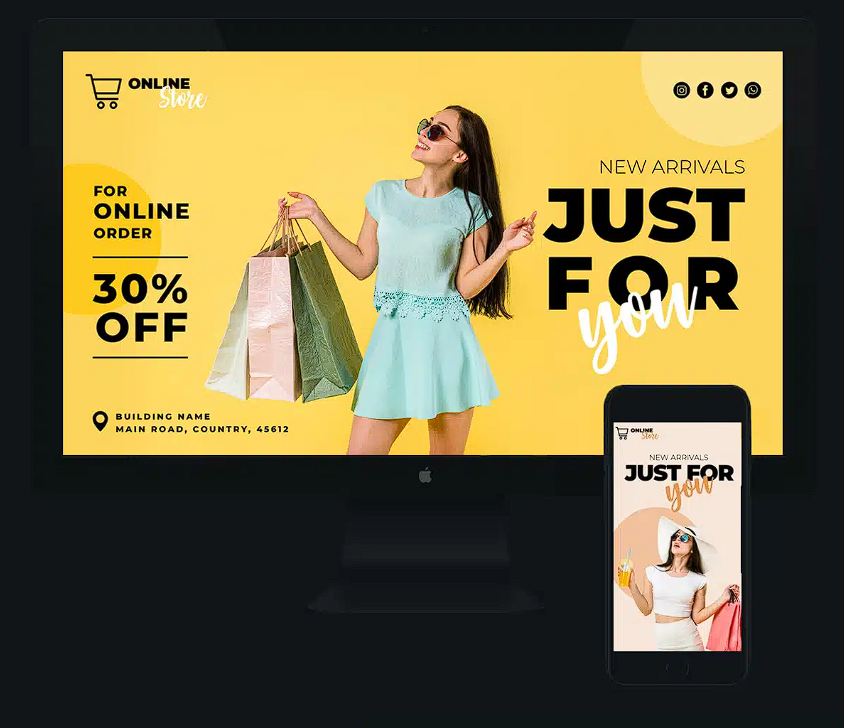 ONLINE
Store
FOR
ONLINE
ORDER
30%
OFF
BUILDING NAME
MAIN ROAD, COUNTRY, 45612
NEW ARRIVALS
JUST
FOR
you
ONLINE
Store
NEW ARRIVALS
JUST FOR
you